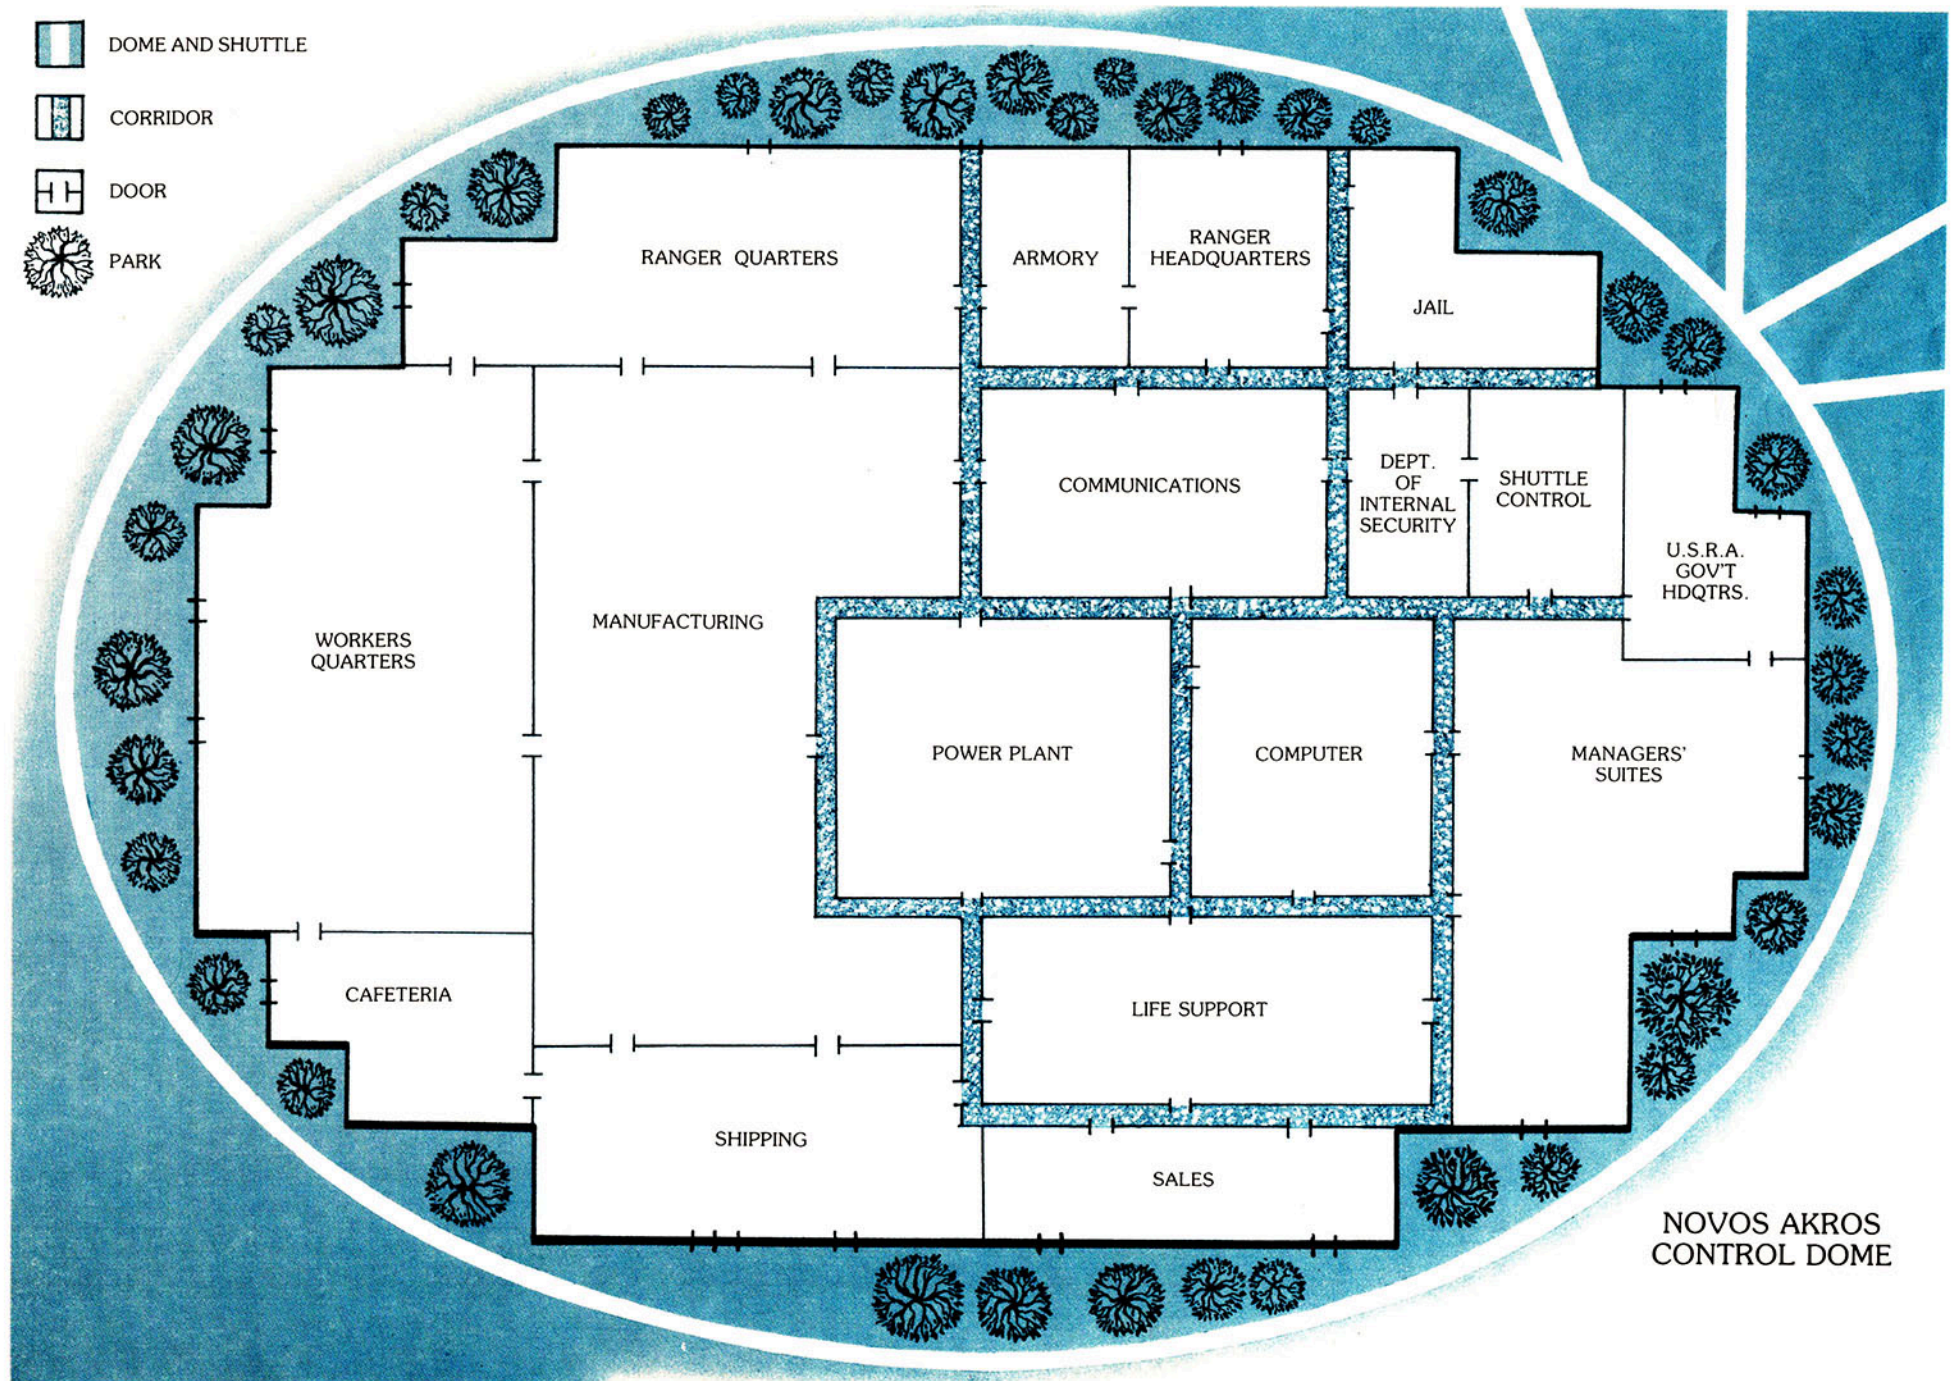 DOME AND SHUTTLE
CORRIDOR
DOOR
PARK
RANGER QUARTERS
ARMORY
RANGER
HEADQUARTERS
JAIL
COMMUNICATIONS
DEPT.
OF
INTERNAL
SECURITY
SHUTTLE
CONTROL
U.S.R.A.
GOV'T
HDQTRS.
WORKERS
QUARTERS
MANUFACTURING
POWER PLANT
COMPUTER
MANAGERS'
SUITES
CAFETERIA
LIFE SUPPORT
SHIPPING
SALES
NOVOS AKROS
CONTROL DOME